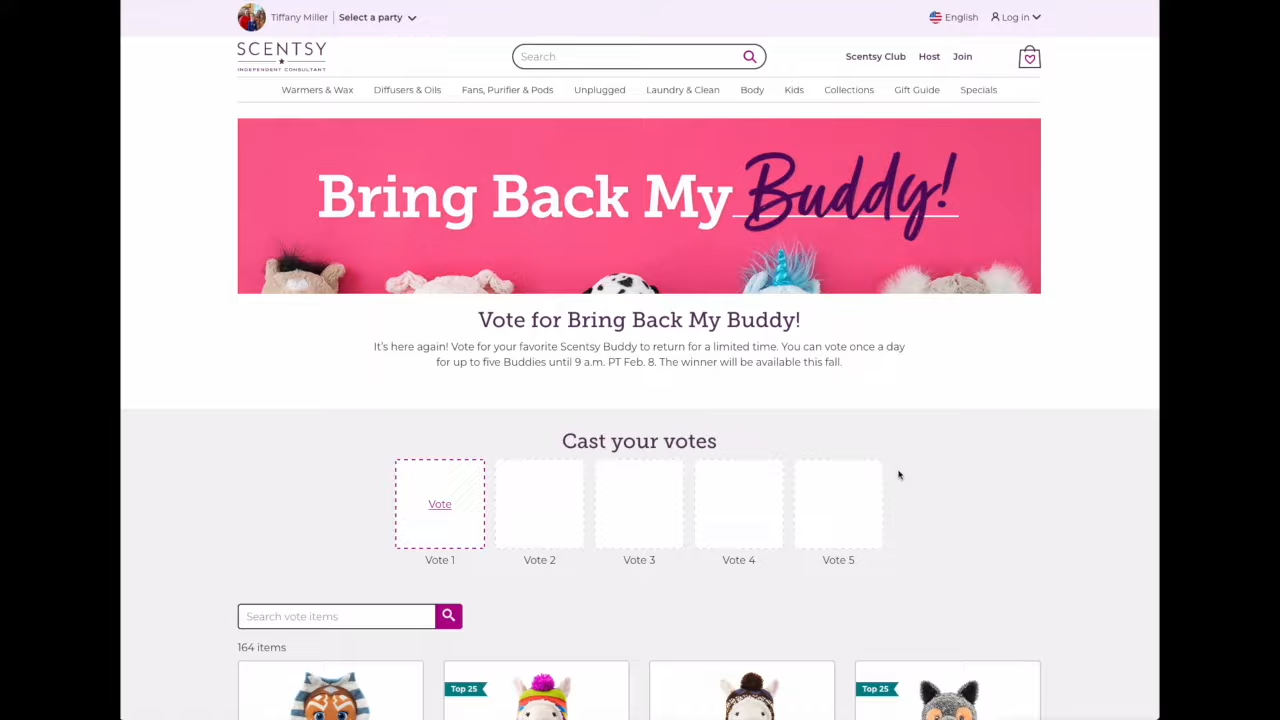 Tiffany Miller
Select a party
English
Log in
SCENTSY
INDEPENDENT CONSULTANT
Search
Scentsy Club
Host
Join
Warmers & Wax
Diffusers & Oils
Fans, Purifier & Pods
Unplugged
Laundry & Clean
Body
Kids
Collections
Gift Guide
Specials
Bring Back My Buddy!
Vote for Bring Back My Buddy!
It's here again! Vote for your favorite Scentsy Buddy to return for a limited time. You can vote once a day
for up to five Buddies until 9 a.m. PT Feb. 8. The winner will be available this fall.
Cast your votes
Vote
Vote 1
Vote 2
Vote 3
Vote 4
Vote 5
Search vote items
164 items
Top 25
Top 25